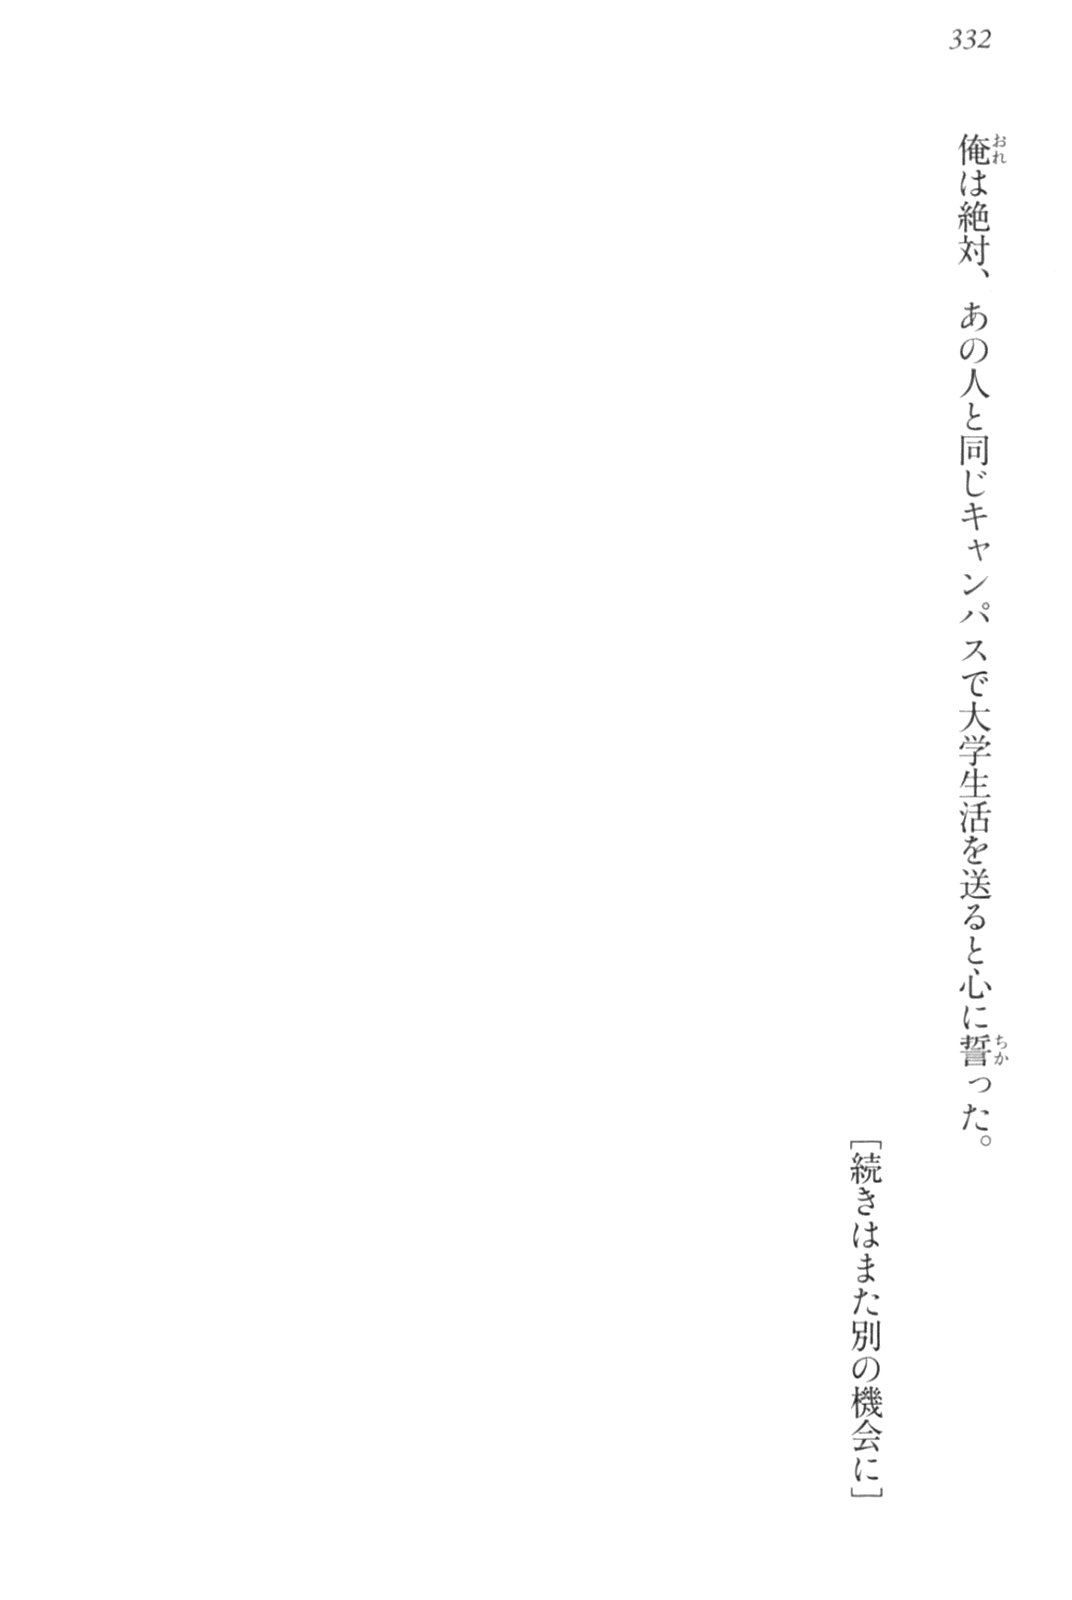 332
俺は絶対、あの人と同じキャンパスで大学生活を送ると心に誓った。
おれ
ちか
[続きはまた別の機会に]